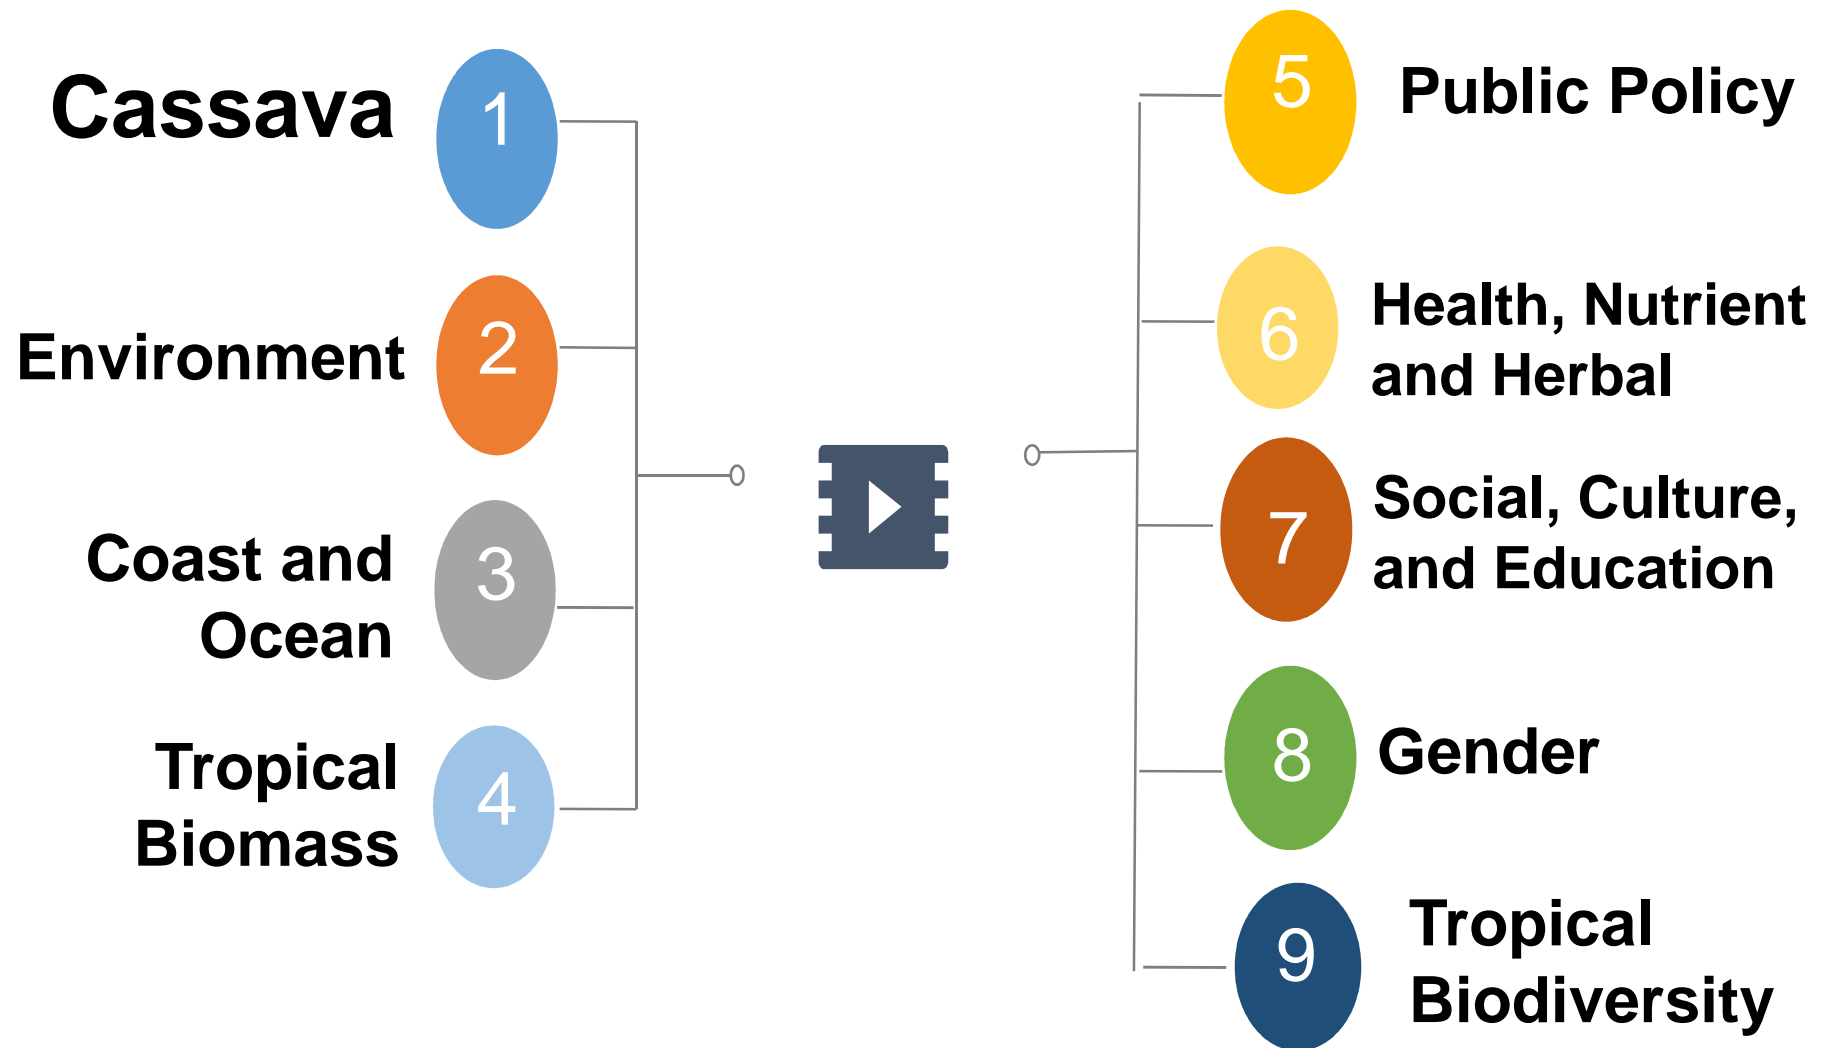 Cassava
1
Environment
2
Coast and
Ocean
3
Tropical
Biomass
4
5
Public Policy
6
Health, Nutrient
and Herbal
7
Social, Culture,
and Education
8
Gender
9
Tropical
Biodiversity